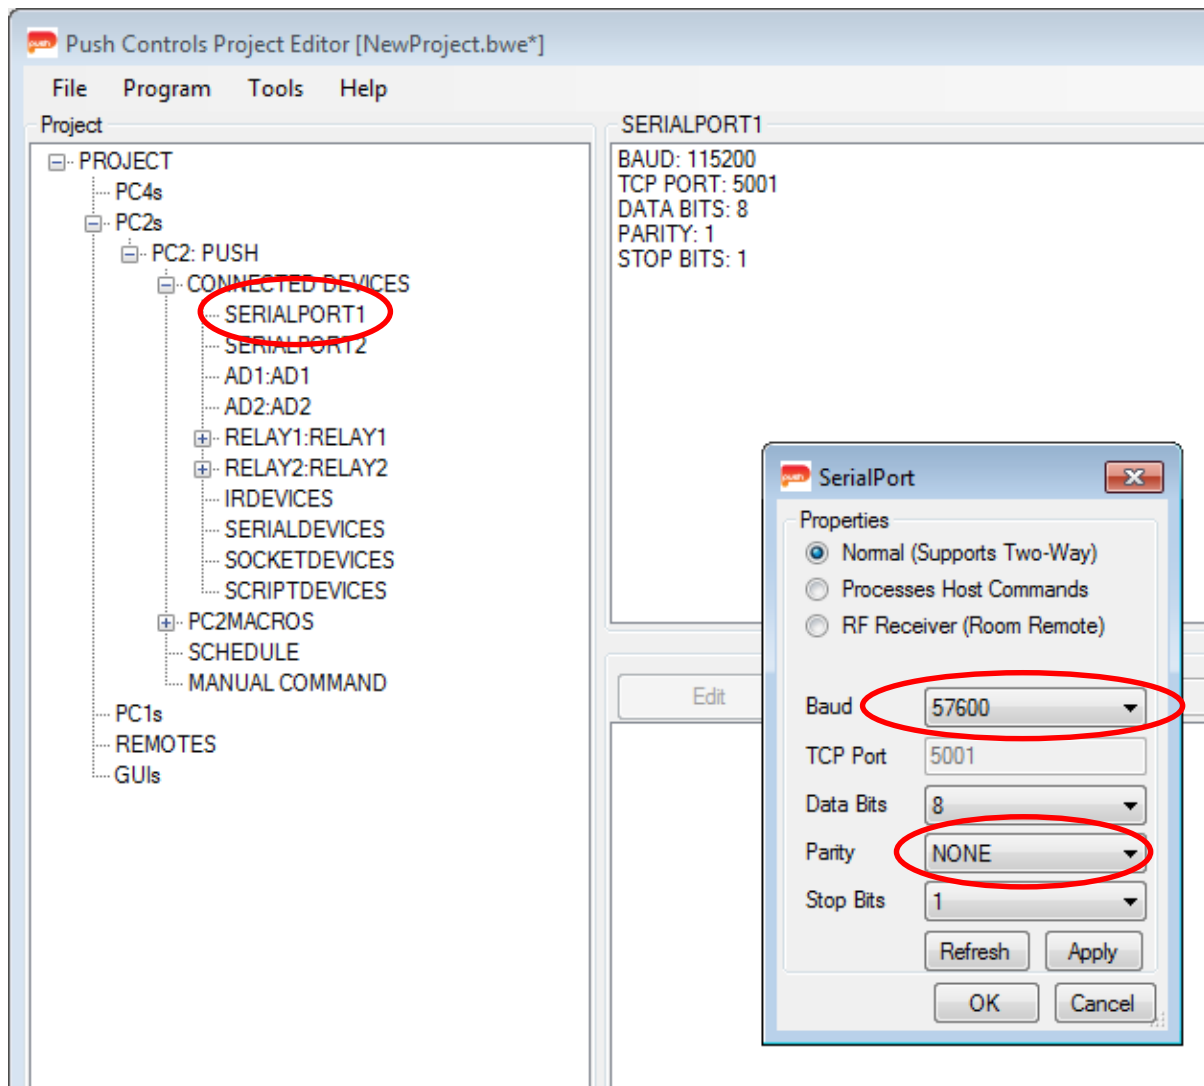 Push Controls Project Editor [NewProject.bwe*]
File Program Tools Help
Project
PROJECT
PC4s
PC2s
PC2: PUSH
CONNECTED DEVICES
SERIALPORT1
SERIALPORT2
AD1:AD1
AD2:AD2
RELAY1:RELAY1
RELAY2:RELAY2
IRDEVICES
SERIALDEVICES
SOCKETDEVICES
SCRIPTDEVICES
PC2MACROS
SCHEDULE
MANUAL COMMAND
PC1s
REMOTES
GUIs
SERIALPORT1
BAUD: 115200
TCP PORT: 5001
DATA BITS: 8
PARITY: 1
STOP BITS: 1
Edit
push SerialPort
Properties
Normal (Supports Two-Way)
Processes Host Commands
RF Receiver (Room Remote)
Baud 57600
TCP Port 5001
Data Bits 8
Parity NONE
Stop Bits 1
Refresh Apply
OK Cancel